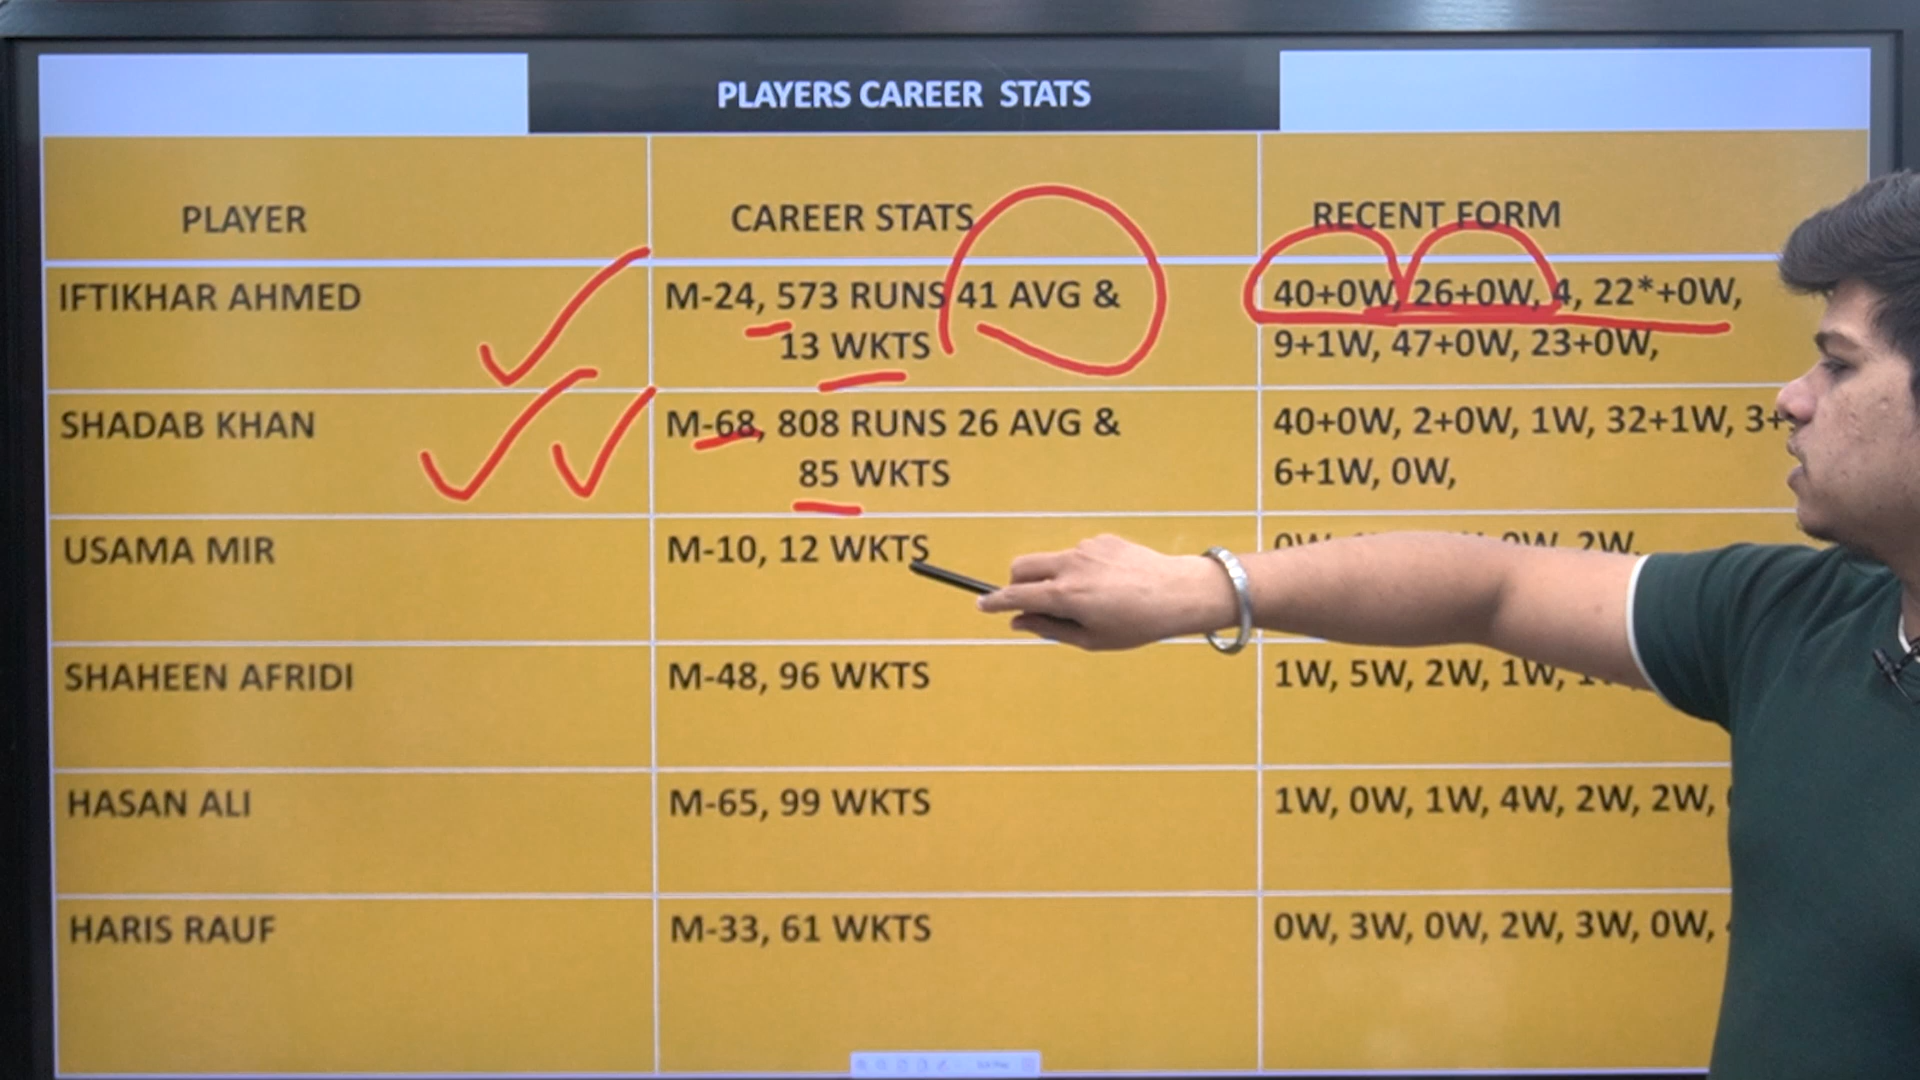 PLAYERS CAREER STATS
PLAYER
CAREER STATS
RECENT FORM
IFTIKHAR AHMED
M-24, 573 RUNS 41 AVG &
13 WKTS
40+0W, 26+0W, 4, 22*+0W,
9+1W, 47+0W, 23+0W,
SHADAB KHAN
M-68, 808 RUNS 26 AVG &
85 WKTS
40+0W, 2+0W, 1W, 32+1W, 3+
6+1W, 0W,
USAMA MIR
M-10, 12 WKTS
2W,
SHAHEEN AFRIDI
M-48, 96 WKTS
1W, 5W, 2W, 1W,
HASAN ALI
M-65, 99 WKTS
1W, 0W, 1W, 4W, 2W, 2W,
HARIS RAUF
M-33, 61 WKTS
0W, 3W, 0W, 2W, 3W, 0W,